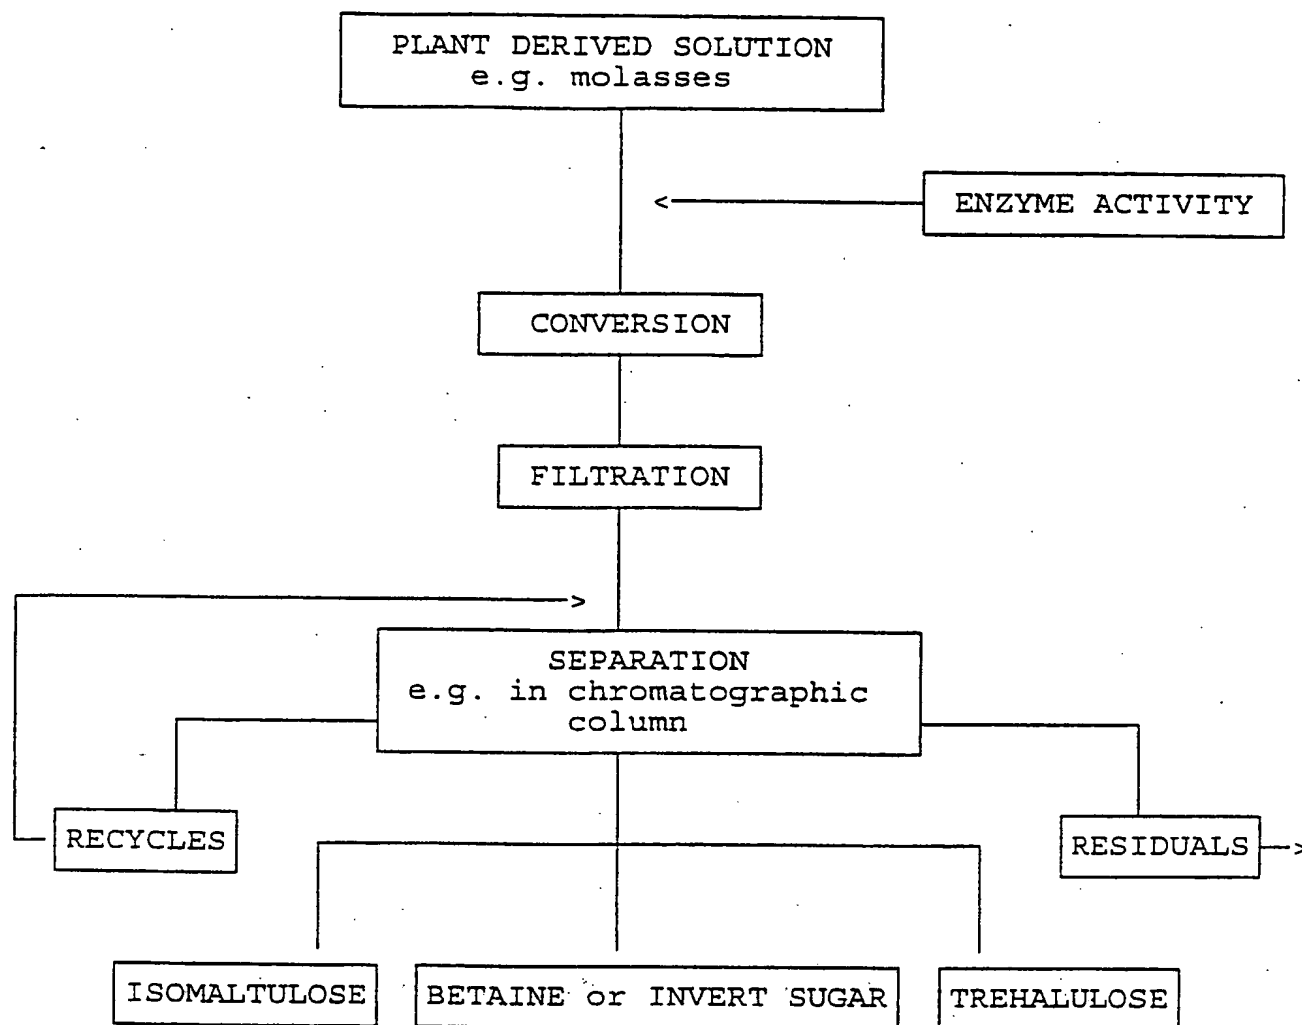 PLANT DERIVED SOLUTION
e.g. molasses
ENZYME ACTIVITY
CONVERSION
FILTRATION
SEPARATION
e.g. in chromatographic
column
RECYCLES
RESIDUALS
ISOMALTULOSE
BETAINE or INVERT SUGAR
TREHALULOSE